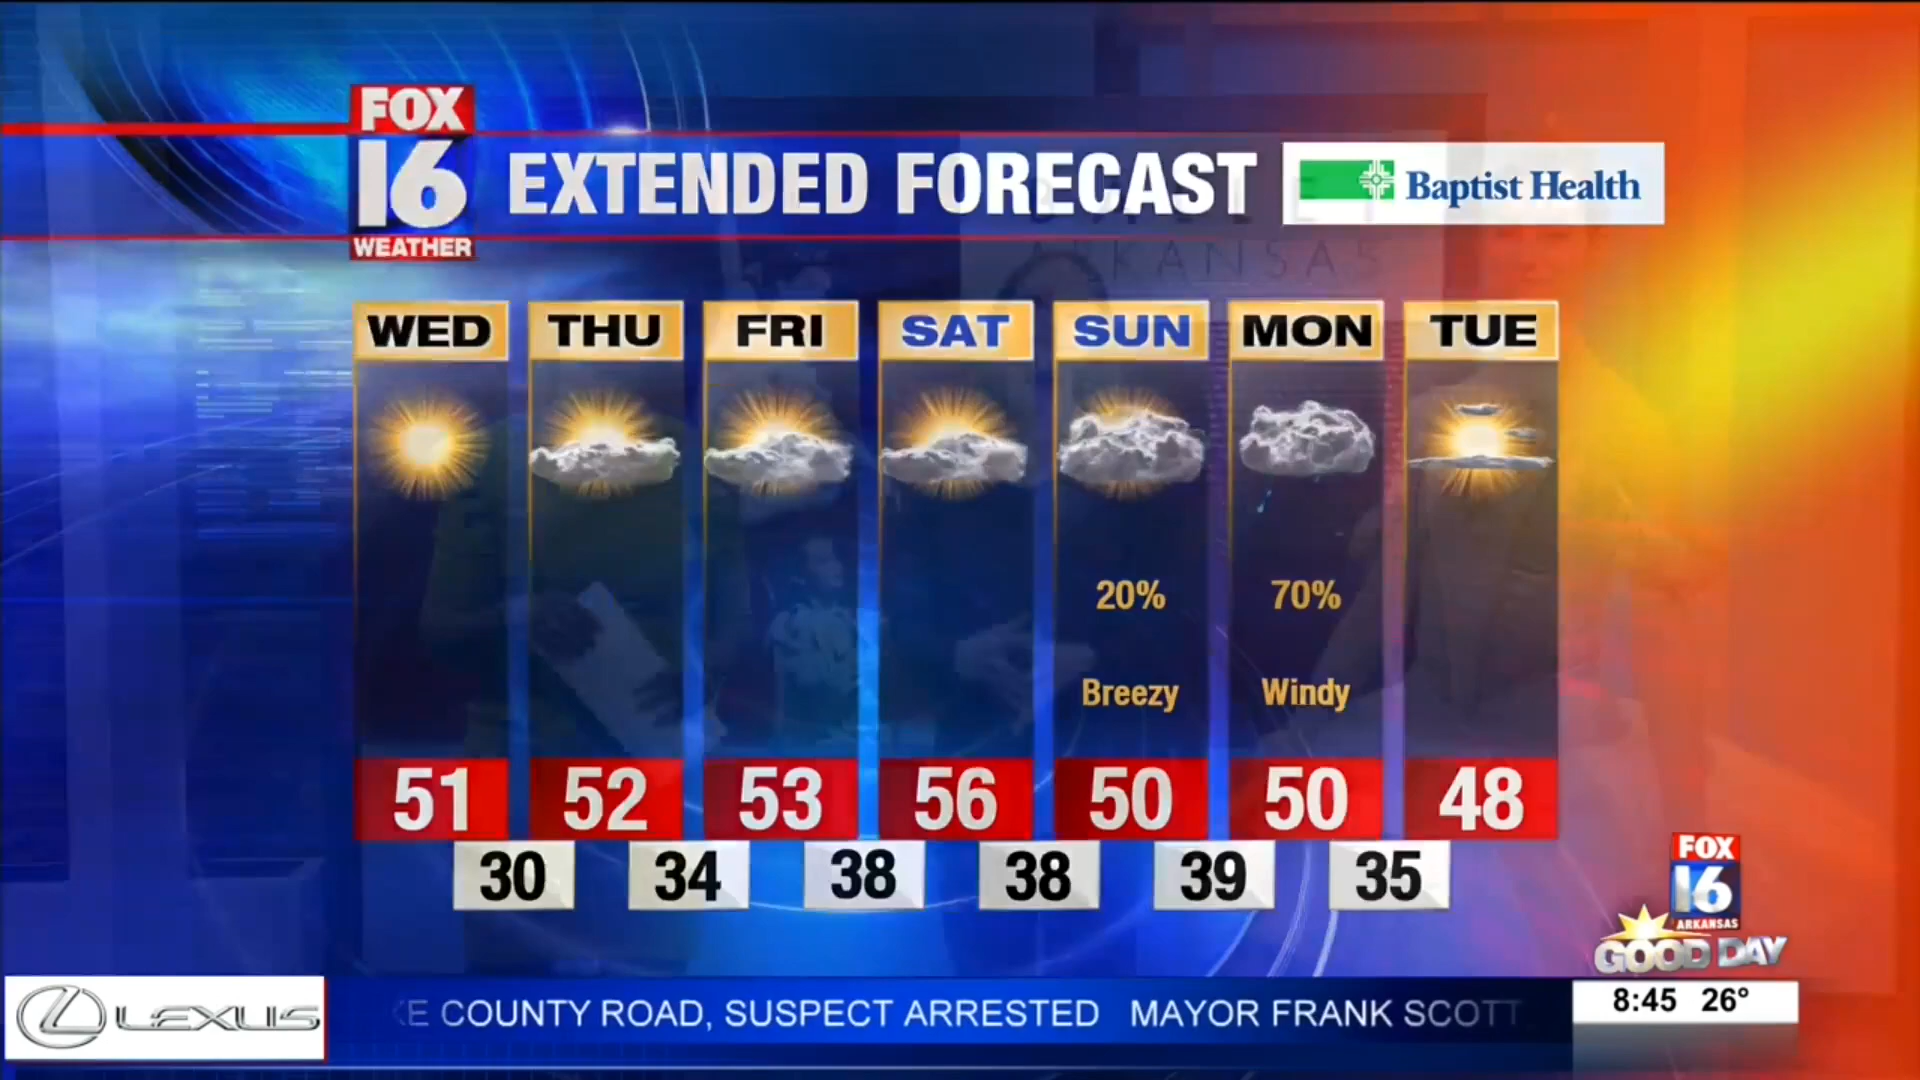 FOX
16
WEATHER
EXTENDED FORECAST
Baptist Health
ARKANSAS
WED THU FRI SAT SUN MON TUE
20% 70%
Breezy Windy
51 52 53 56 50 50 48
30 34 38 38 39 35
FOX
16
ARKANSAS
GOOD DAY
LEXUS
E COUNTY ROAD, SUSPECT ARRESTED MAYOR FRANK SCOTT
8:45 26°